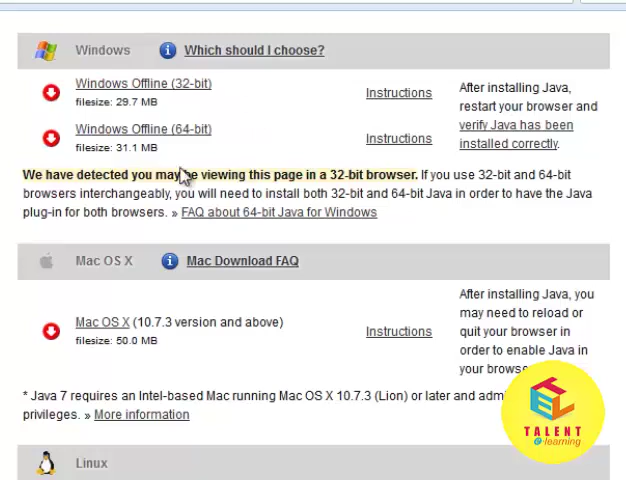 Windows
Which should I choose?
Windows Offline (32-bit)
filesize: 29.7 MB
Instructions
Windows Offline (64-bit)
filesize: 31.1 MB
Instructions
After installing Java,
restart your browser and
verify Java has been
installed correctly.
We have detected you may be viewing this page in a 32-bit browser. If you use 32-bit and 64-bit
browsers interchangeably, you will need to install both 32-bit and 64-bit Java in order to have the Java
plug-in for both browsers. » FAQ about 64-bit Java for Windows
Mac OS X
Mac Download FAQ
Mac OS X (10.7.3 version and above)
filesize: 50.0 MB
Instructions
After installing Java, you
may need to reload or
quit your browser in
order to enable Java in
your
* Java 7 requires an Intel-based Mac running Mac OS X 10.7.3 (Lion) or later and
privileges. » More information
TEL
TALENT
e-learning
Linux